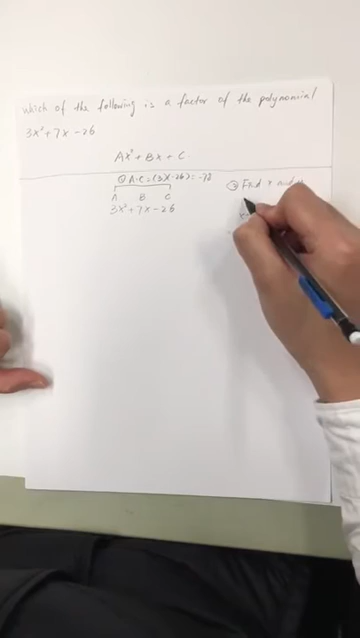 Which of the following is a factor of the polynomial
3x² + 7x - 26
Ax² + Bx + C
① A·C = (3)(-26) = -78
A B C
3x² + 7x - 26
② Find x and